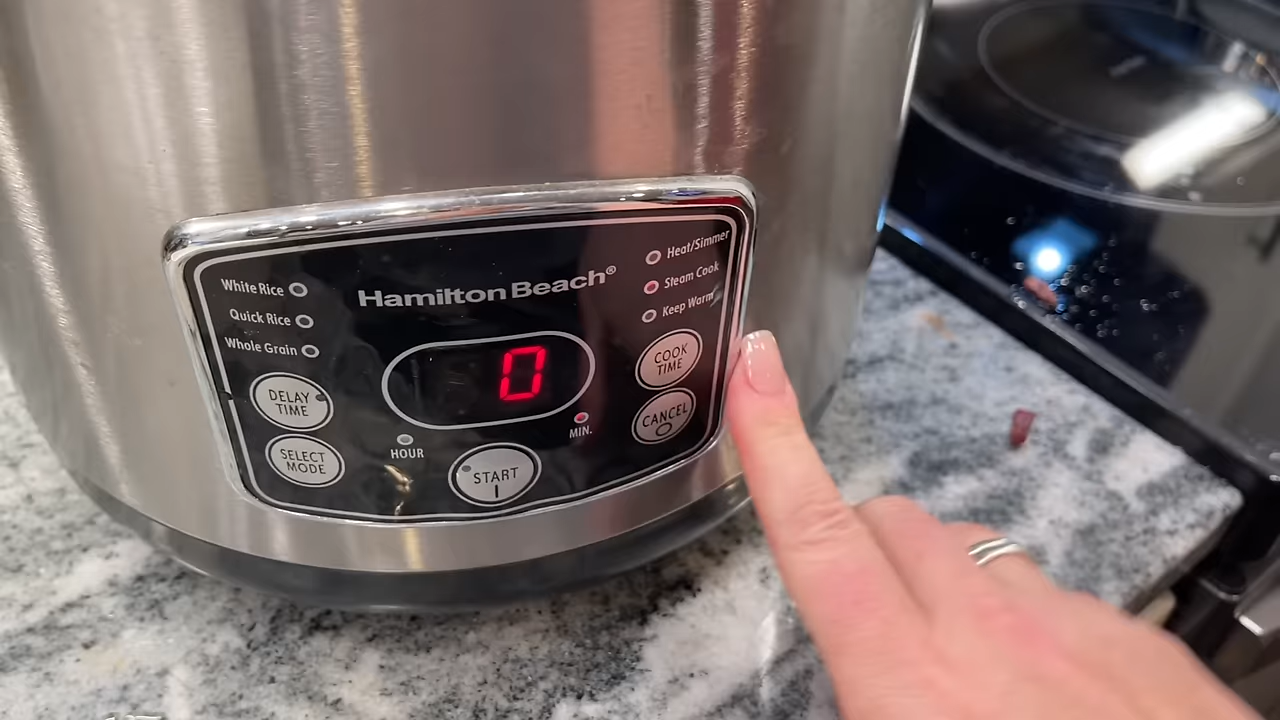 Hamilton Beach®
White Rice
Quick Rice
Whole Grain
DELAY
TIME
SELECT
MODE
0
HOUR
MIN.
START
Heat/Simmer
Steam Cook
Keep Warm
COOK
TIME
CANCEL